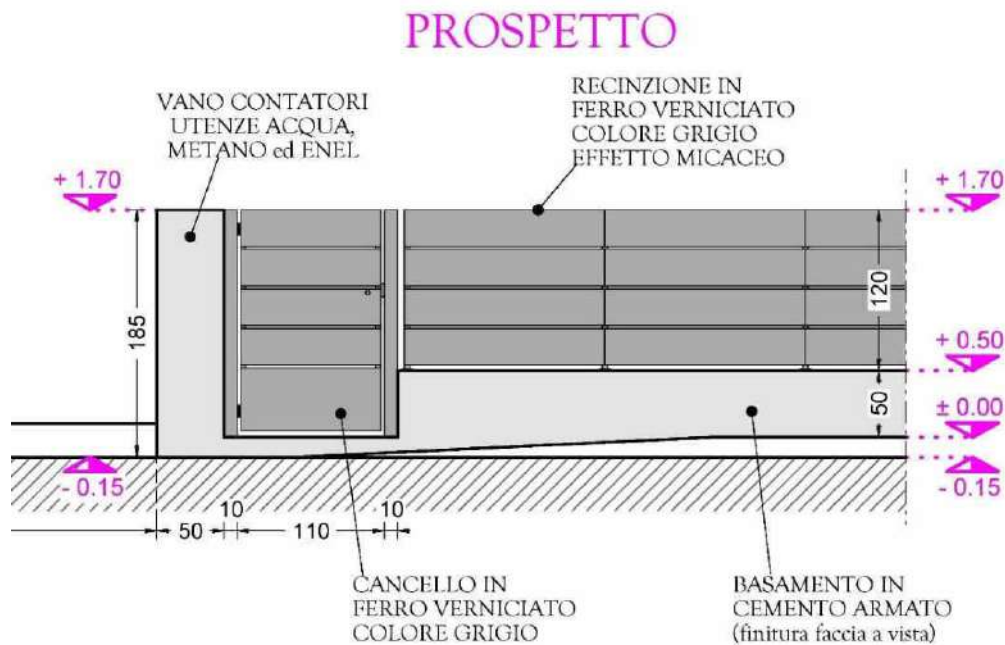 PROSPETTO
VANO CONTATORI
UTENZE ACQUA,
METANO ed ENEL
RECINZIONE IN
FERRO VERNICIATO
COLORE GRIGIO
EFFETTO MICACEO
+ 1.70
+ 1.70
185
120
+ 0.50
50
± 0.00
- 0.15
- 0.15
10
10
50
110
CANCELLO IN
FERRO VERNICIATO
COLORE GRIGIO
BASAMENTO IN
CEMENTO ARMATO
(finitura faccia a vista)